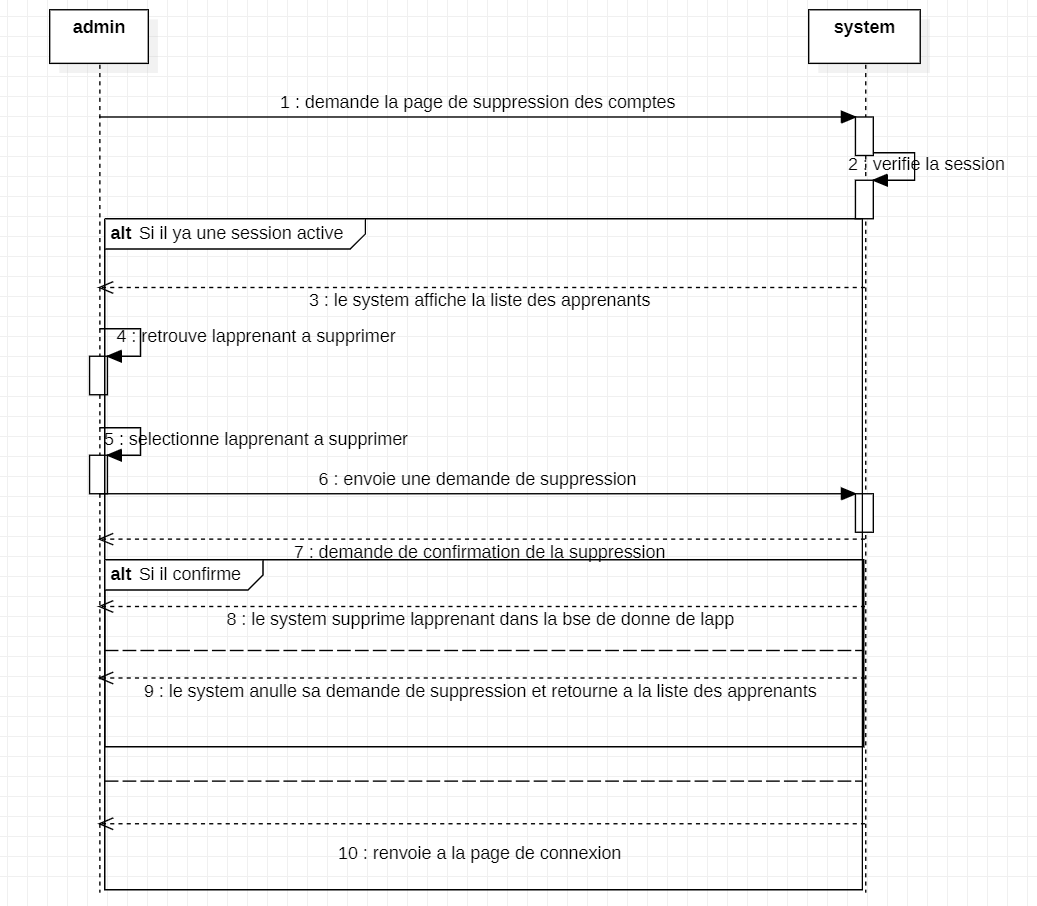 admin
system
1 : demande la page de suppression des comptes
2 : verifie la session
alt Si il ya une session active
3 : le system affiche la liste des apprenants
4 : retrouve lapprenant a supprimer
5 : selectionne lapprenant a supprimer
6 : envoie une demande de suppression
7 : demande de confirmation de la suppression
alt Si il confirme
8 : le system supprime lapprenant dans la bse de donne de lapp
9 : le system anulle sa demande de suppression et retourne a la liste des apprenants
10 : renvoie a la page de connexion